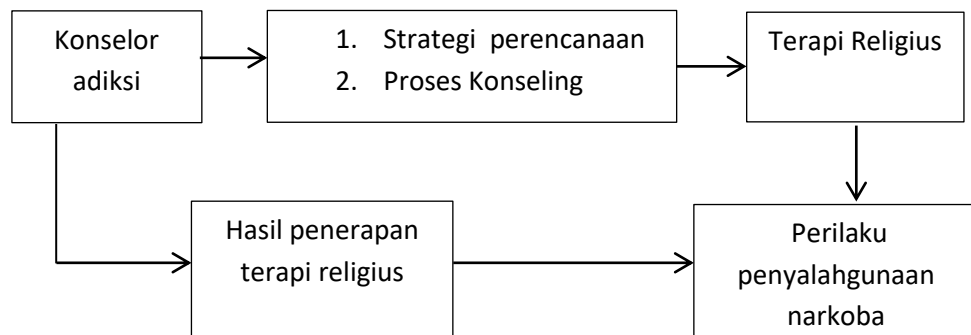 Konselor
adiksi
1. Strategi perencanaan
2. Proses Konseling
Terapi Religius
Hasil penerapan
terapi religius
Perilaku
penyalahgunaan
narkoba